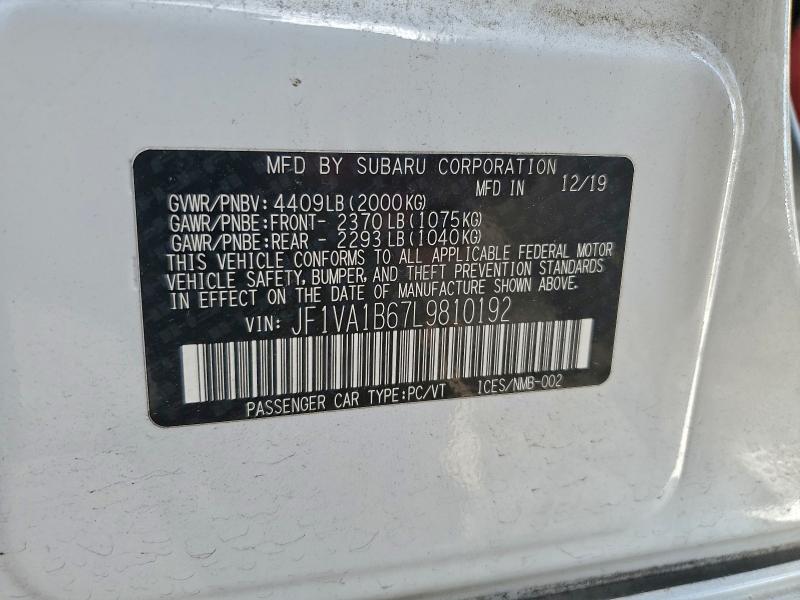 MFD BY SUBARU CORPORATION
MFD IN 12/19
GVWR/PNBV: 4409LB(2000KG)
GAWR/PNBE:FRONT- 2370LB(1075KG)
GAWR/PNBE:REAR - 2293LB(1040KG)
THIS VEHICLE CONFORMS TO ALL APPLICABLE FEDERAL MOTOR
VEHICLE SAFETY, BUMPER, AND THEFT PREVENTION STANDARDS
IN EFFECT ON THE DATE OF MANUFACTURE SHOWN ABOVE.
VIN: JF1VA1B67L9810192
PASSENGER CAR TYPE:PC/VT ICES/NMB-002